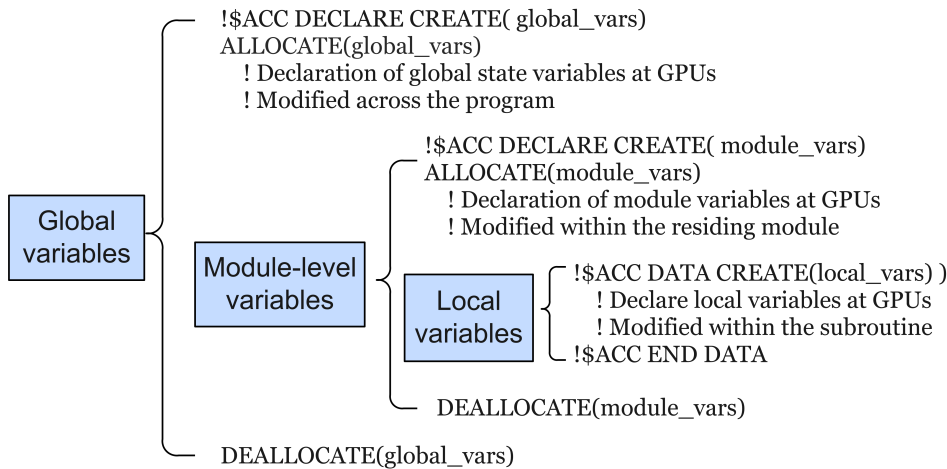 !$ACC DECLARE CREATE( global_vars)
ALLOCATE(global_vars)
! Declaration of global state variables at GPUs
! Modified across the program
!$ACC DECLARE CREATE( module_vars)
ALLOCATE(module_vars)
! Declaration of module variables at GPUs
! Modified within the residing module
Global
variables
Module-level
variables
Local
variables
!$ACC DATA CREATE(local_vars) )
! Declare local variables at GPUs
! Modified within the subroutine
!$ACC END DATA
DEALLOCATE(module_vars)
DEALLOCATE(global_vars)